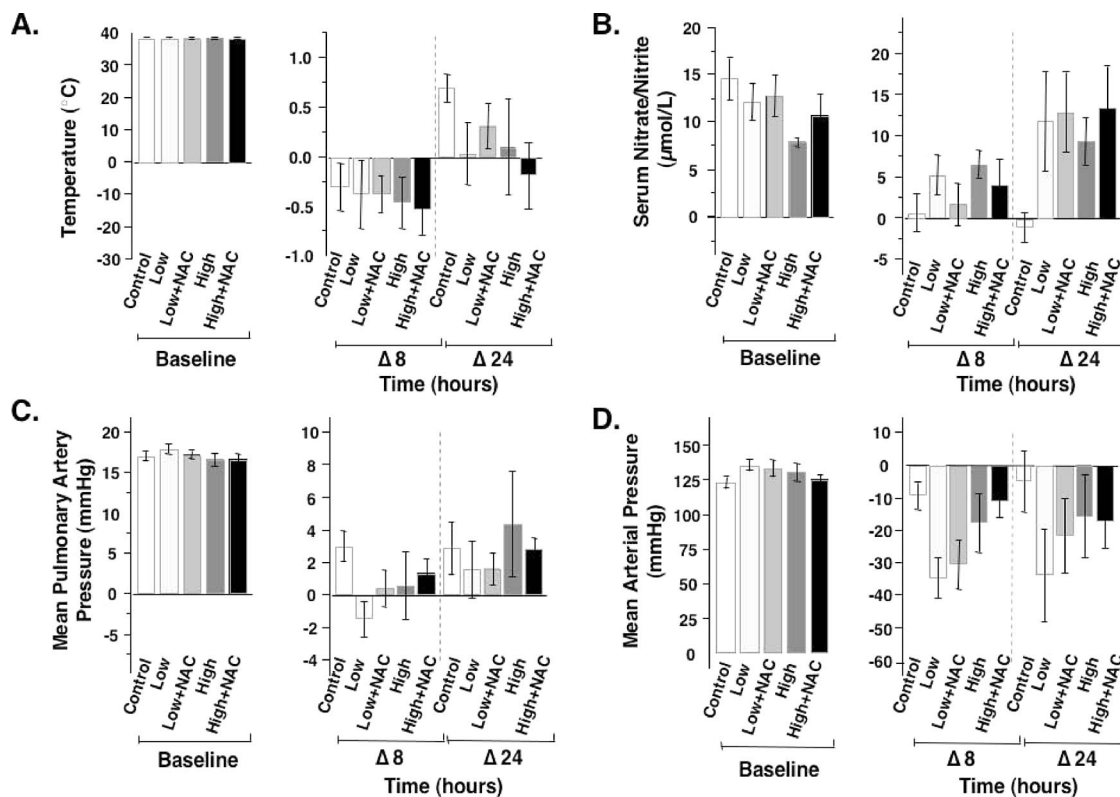 A.
Temperature (°C)
40
30
20
10
0
-10
-20
-30
Control
Low
Low+NAC
High
High+NAC
Baseline
1.0
0.5
0.0
-0.5
-1.0
Control
Low
Low+NAC
High
High+NAC
Control
Low
Low+NAC
High
High+NAC
Δ 8
Δ 24
Time (hours)
B.
Serum Nitrate/Nitrite
(µmol/L)
20
15
10
5
0
-5
Control
Low
Low+NAC
High
High+NAC
Baseline
20
15
10
5
0
-5
Control
Low
Low+NAC
High
High+NAC
Control
Low
Low+NAC
High
High+NAC
Δ 8
Δ 24
Time (hours)
C.
Mean Pulmonary Artery
Pressure (mmHg)
20
15
10
5
0
-5
Control
Low
Low+NAC
High
High+NAC
Baseline
10
8
6
4
2
0
-2
-4
Control
Low
Low+NAC
High
High+NAC
Control
Low
Low+NAC
High
High+NAC
Δ 8
Δ 24
Time (hours)
D.
Mean Arterial Pressure
(mmHg)
150
125
100
75
50
25
0
Control
Low
Low+NAC
High
High+NAC
Baseline
10
0
-10
-20
-30
-40
-50
-60
Control
Low
Low+NAC
High
High+NAC
Control
Low
Low+NAC
High
High+NAC
Δ 8
Δ 24
Time (hours)